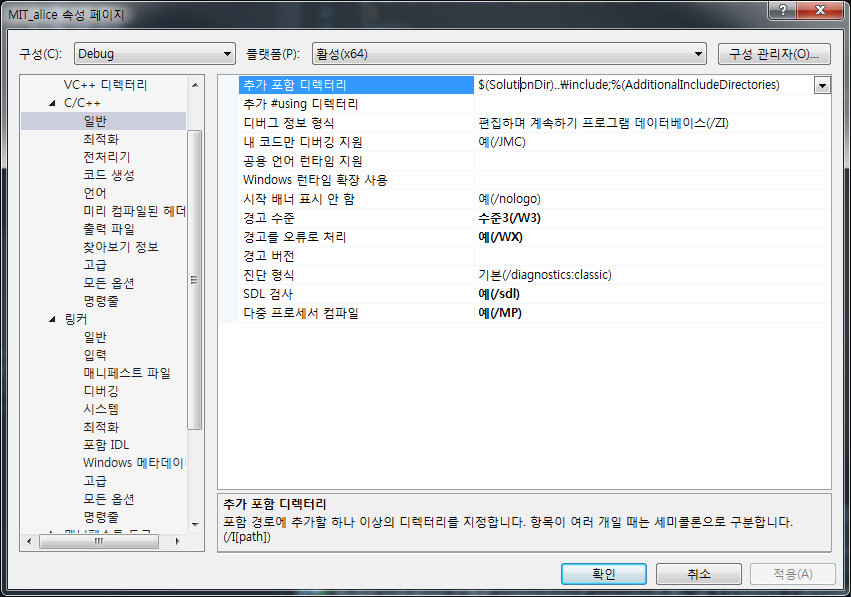 MIT_alice 속성 페이지
구성(C): Debug 플랫폼(P): 활성(x64) 구성 관리자(O)...
VC++ 디렉터리
C/C++
일반
최적화
전처리기
코드 생성
언어
미리 컴파일된 헤더
출력 파일
찾아보기 정보
고급
모든 옵션
명령줄
링커
일반
입력
매니페스트 파일
디버깅
시스템
최적화
포함 IDL
Windows 메타데이
고급
모든 옵션
명령줄
추가 포함 디렉터리 $(SolutionDir)..₩include;%(AdditionalIncludeDirectories)
추가 #using 디렉터리
디버그 정보 형식 편집하며 계속하기 프로그램 데이터베이스(/ZI)
내 코드만 디버깅 지원 예(/JMC)
공용 언어 런타임 지원
Windows 런타임 확장 사용
시작 배너 표시 안 함 예(/nologo)
경고 수준 수준3(/W3)
경고를 오류로 처리 예(/WX)
경고 버전
진단 형식 기본(/diagnostics:classic)
SDL 검사 예(/sdl)
다중 프로세서 컴파일 예(/MP)
추가 포함 디렉터리
포함 경로에 추가할 하나 이상의 디렉터리를 지정합니다. 항목이 여러 개일 때는 세미콜론으로 구분합니다.
(/I[path])
확인 취소 적용(A)